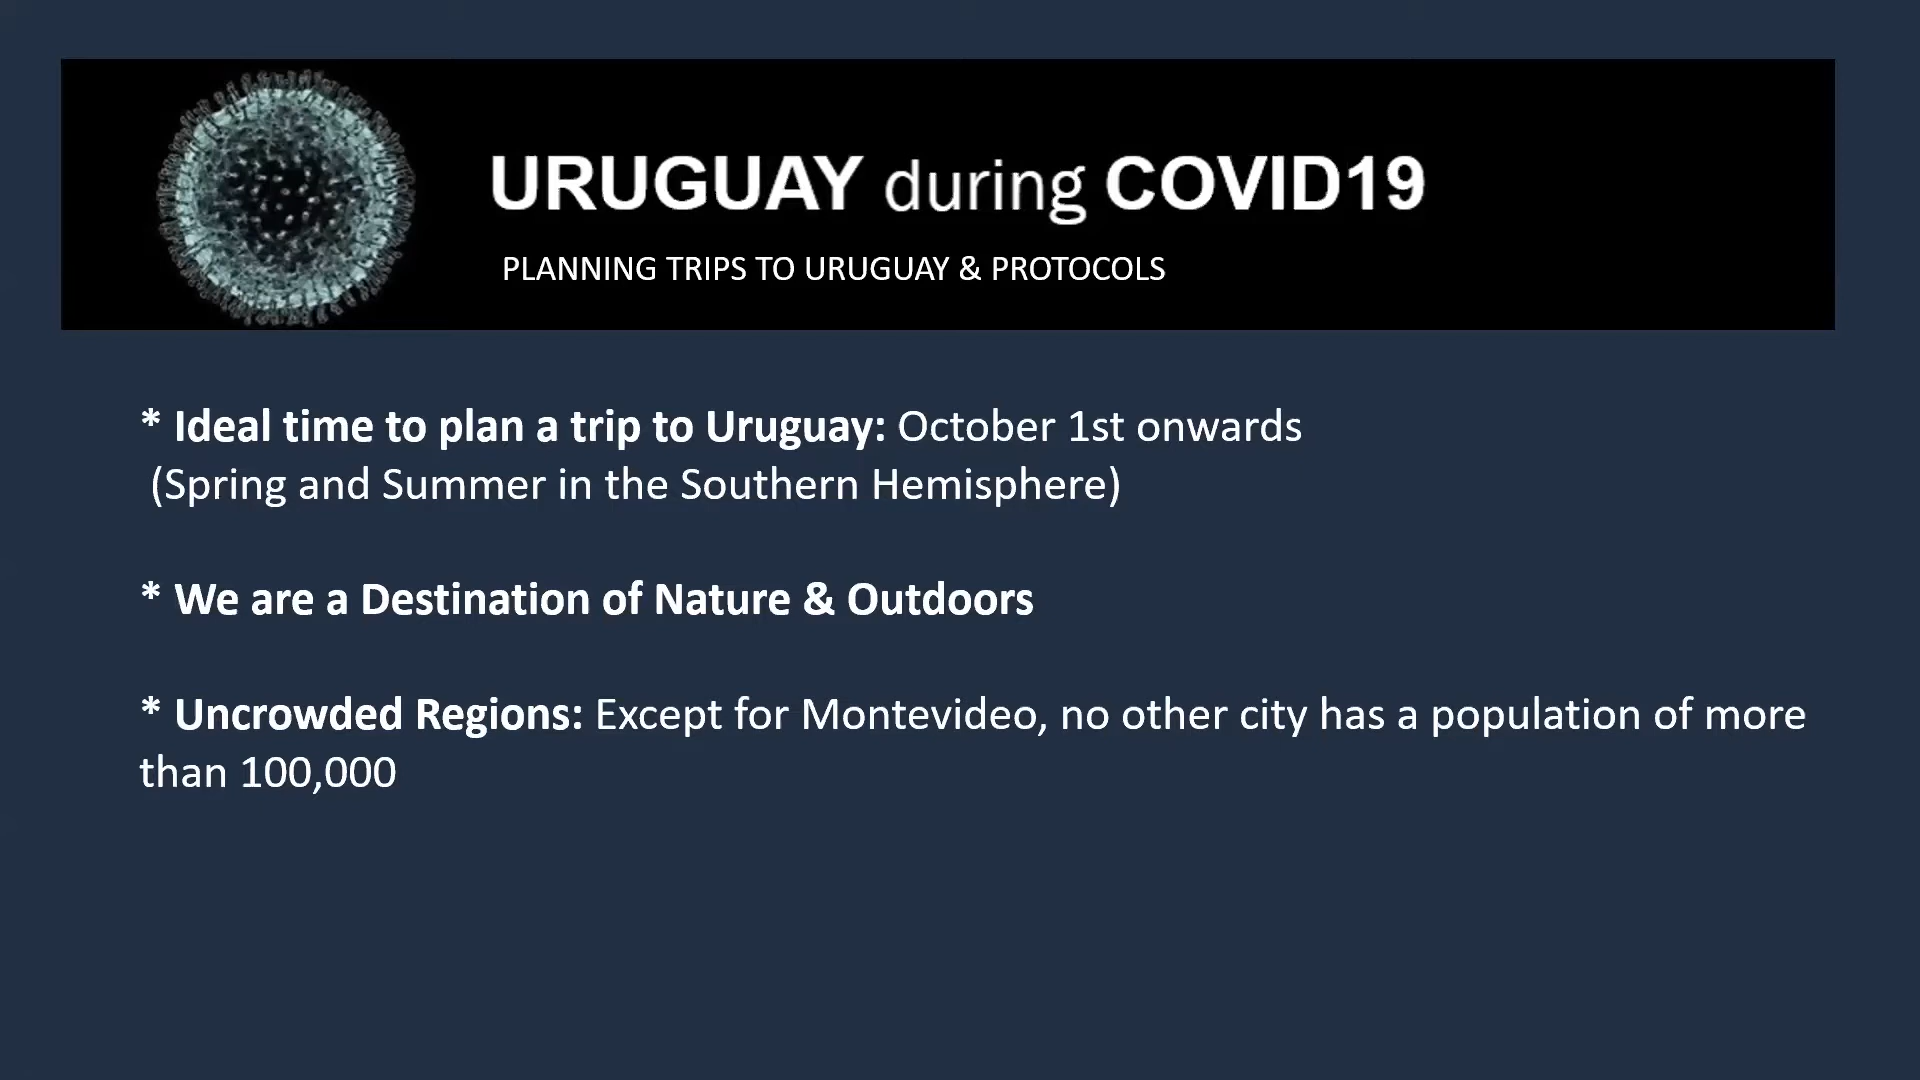 URUGUAY during COVID19
PLANNING TRIPS TO URUGUAY & PROTOCOLS
* Ideal time to plan a trip to Uruguay: October 1st onwards
(Spring and Summer in the Southern Hemisphere)
* We are a Destination of Nature & Outdoors
* Uncrowded Regions: Except for Montevideo, no other city has a population of more
than 100,000